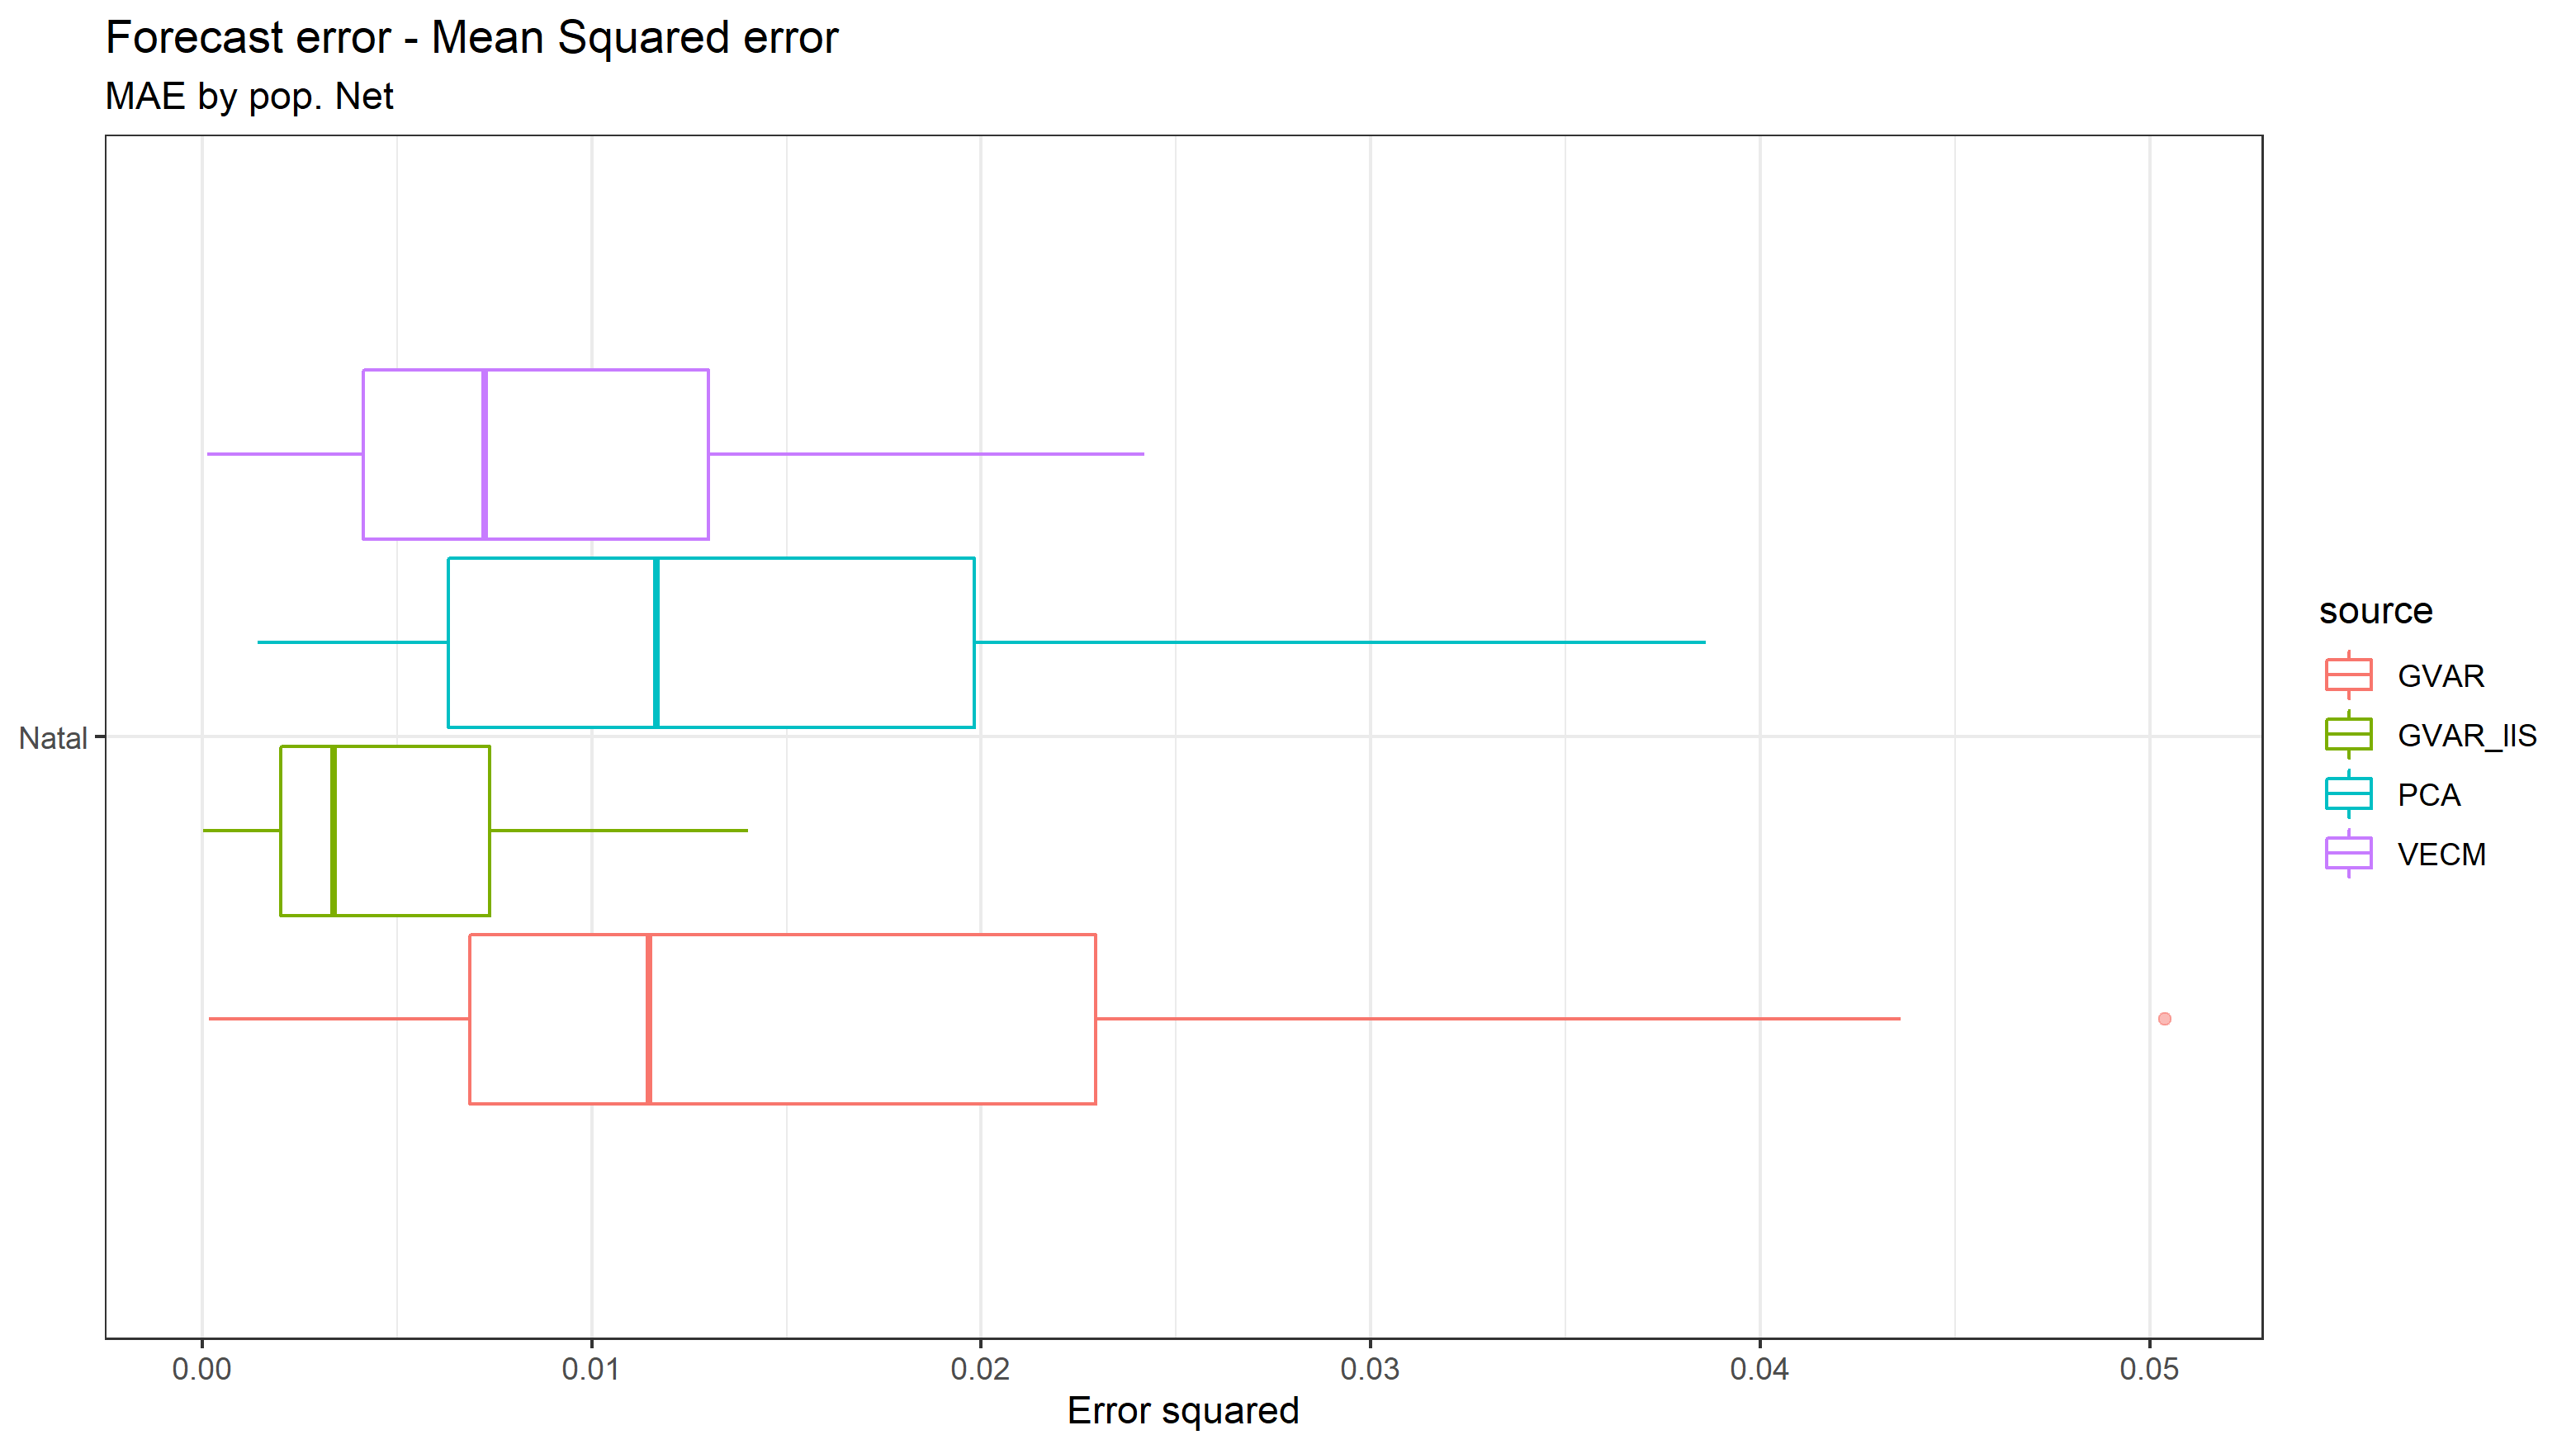 Forecast error - Mean Squared error
MAE by pop. Net
Natal
0.00 0.01 0.02 0.03 0.04 0.05
Error squared
source
GVAR
GVAR_IIS
PCA
VECM